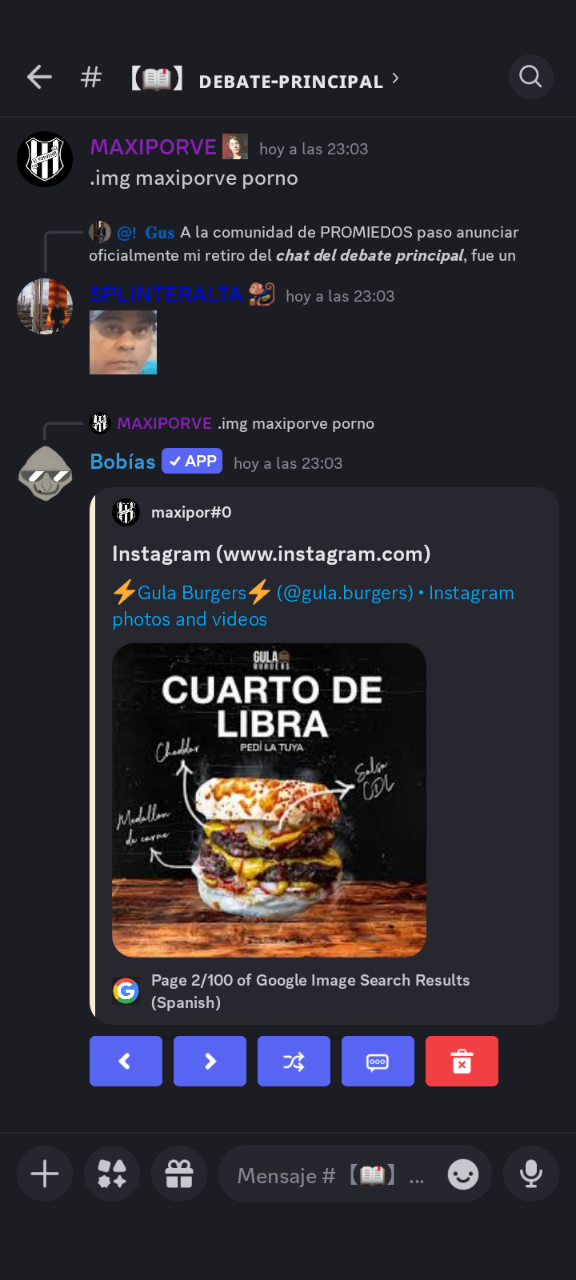 # 【📖】 DEBATE-PRINCIPAL ›
MAXIPORVE hoy a las 23:03
.img maxiporve porno
@! Gus A la comunidad de PROMIEDOS paso anunciar
oficialmente mi retiro del chat del debate principal, fue un
SPLINTERALTA hoy a las 23:03
MAXIPORVE .img maxiporve porno
Bobías ✓ APP hoy a las 23:03
maxipor#0
Instagram (www.instagram.com)
⚡Gula Burgers⚡ (@gula.burgers) • Instagram
photos and videos
GULA
BURGERS
CUARTO DE
LIBRA
PEDÍ LA TUYA
Cheddar
Salsa
CDL
Medallon
de carne
Page 2/100 of Google Image Search Results
(Spanish)
Mensaje # 【📖】 ...